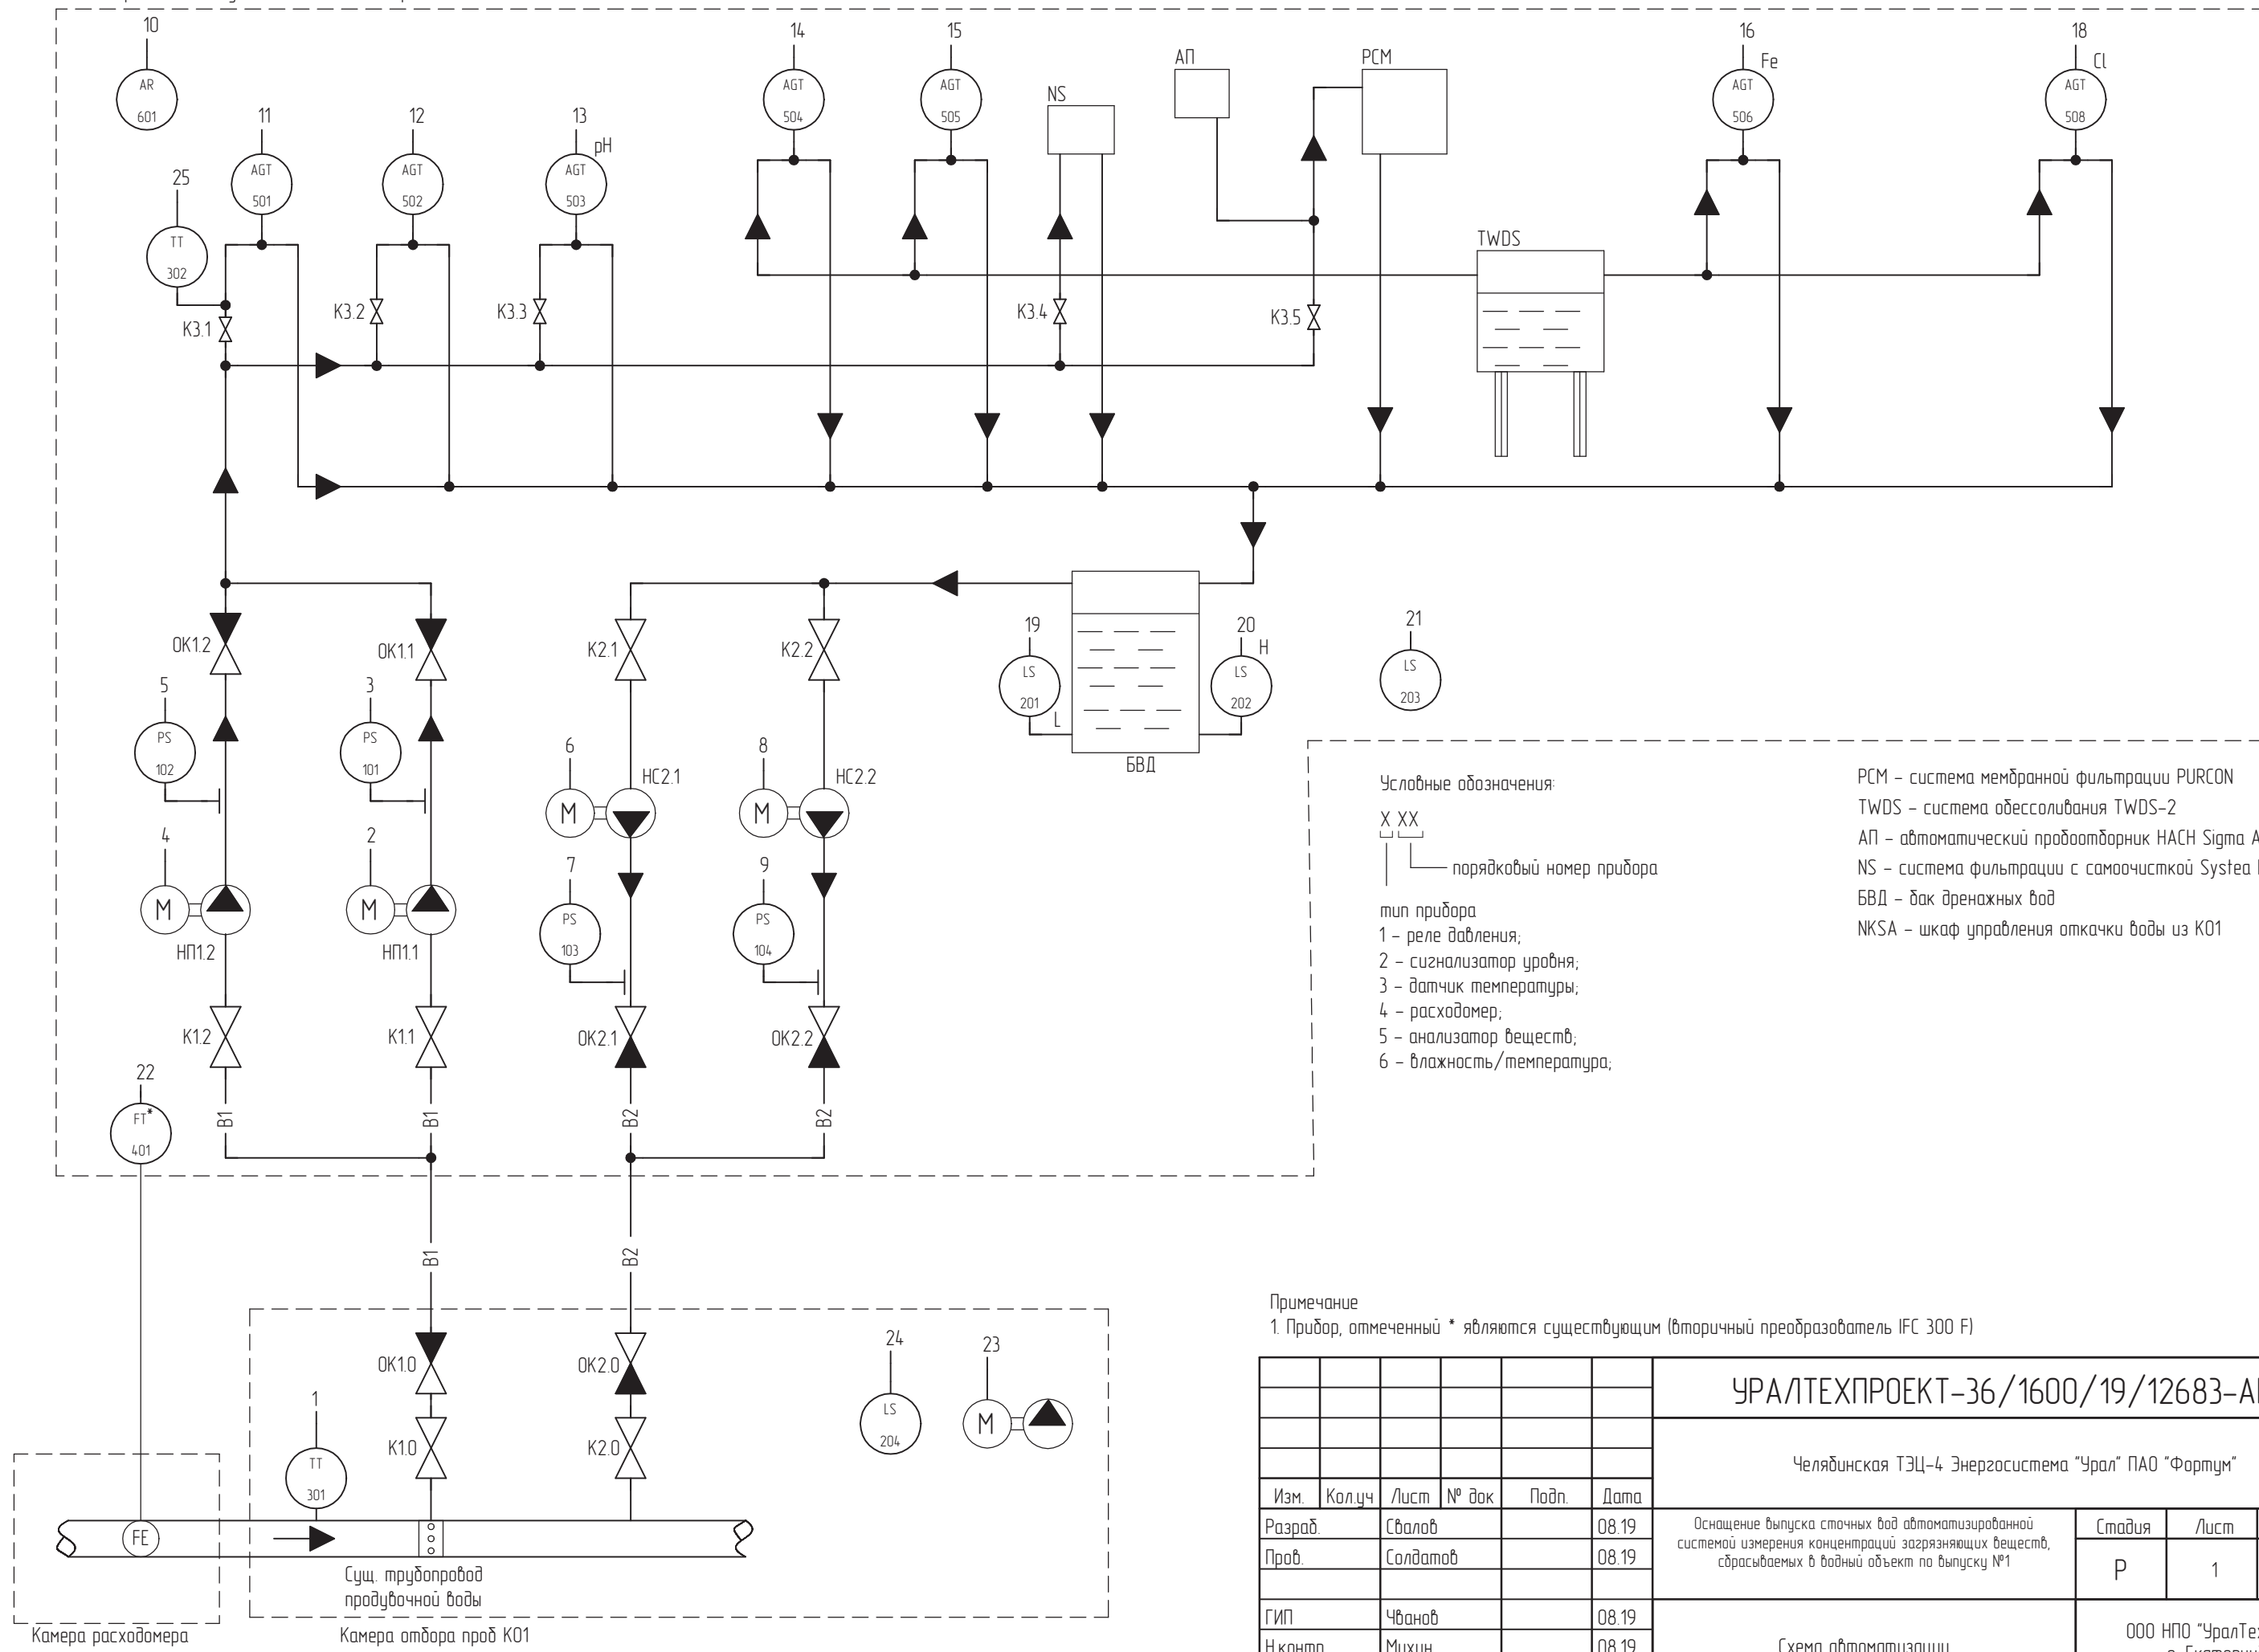 10
14
15
16
18
Fe
Cl
АП
РСМ
NS
AR
601
AGT
504
AGT
505
AGT
506
AGT
508
11
12
13
pH
25
AGT
501
AGT
502
AGT
503
TT
302
TWDS
К3.1
К3.2
К3.3
К3.4
К3.5
ОК1.2
ОК1.1
К2.1
К2.2
19
20
21
H
LS
201
L
LS
202
LS
203
БВД
5
3
PS
102
PS
101
6
8
НС2.1
НС2.2
M
M
4
2
7
9
M
M
НП1.2
НП1.1
PS
103
PS
104
К1.2
К1.1
ОК2.1
ОК2.2
22
FT*
401
В1
В1
В2
В2
В1
В2
Условные обозначения:
X XX
порядковый номер прибора
тип прибора
1 – реле давления;
2 – сигнализатор уровня;
3 – датчик температуры;
4 – расходомер;
5 – анализатор веществ;
6 – влажность/температура;
РСМ – система мембранной фильтрации PURCON
TWDS – система обессоливания TWDS-2
АП – автоматический пробоотборник HACH Sigma
NS – система фильтрации с самоочисткой Systea
БВД – бак дренажных вод
NKSA – шкаф управления откачки воды из К01
ОК1.0
ОК2.0
К1.0
К2.0
1
TT
301
24
LS
204
23
M
FE
Сущ. трубопровод
продувочной воды
Камера расходомера
Камера отбора проб К01
Примечание
1. Прибор, отмеченный * являются существующим (вторичный преобразователь IFC 300 F)
УРАЛТЕХПРОЕКТ-36/1600/19/12683-А
Челябинская ТЭЦ-4 Энергосистема "Урал" ПАО "Фортум"
Изм. Кол.уч Лист № док Подп. Дата
Разраб. Свалов 08.19
Пров. Солдатов 08.19
ГИП Чванов 08.19
Н.контр. Михин 08.19
Оснащение выпуска сточных вод автоматизированной
системой измерения концентраций загрязняющих веществ,
сбрасываемых в водный объект по выпуску №1
Стадия Лист
Р 1
Схема автоматизации
ООО НПО "УралТех